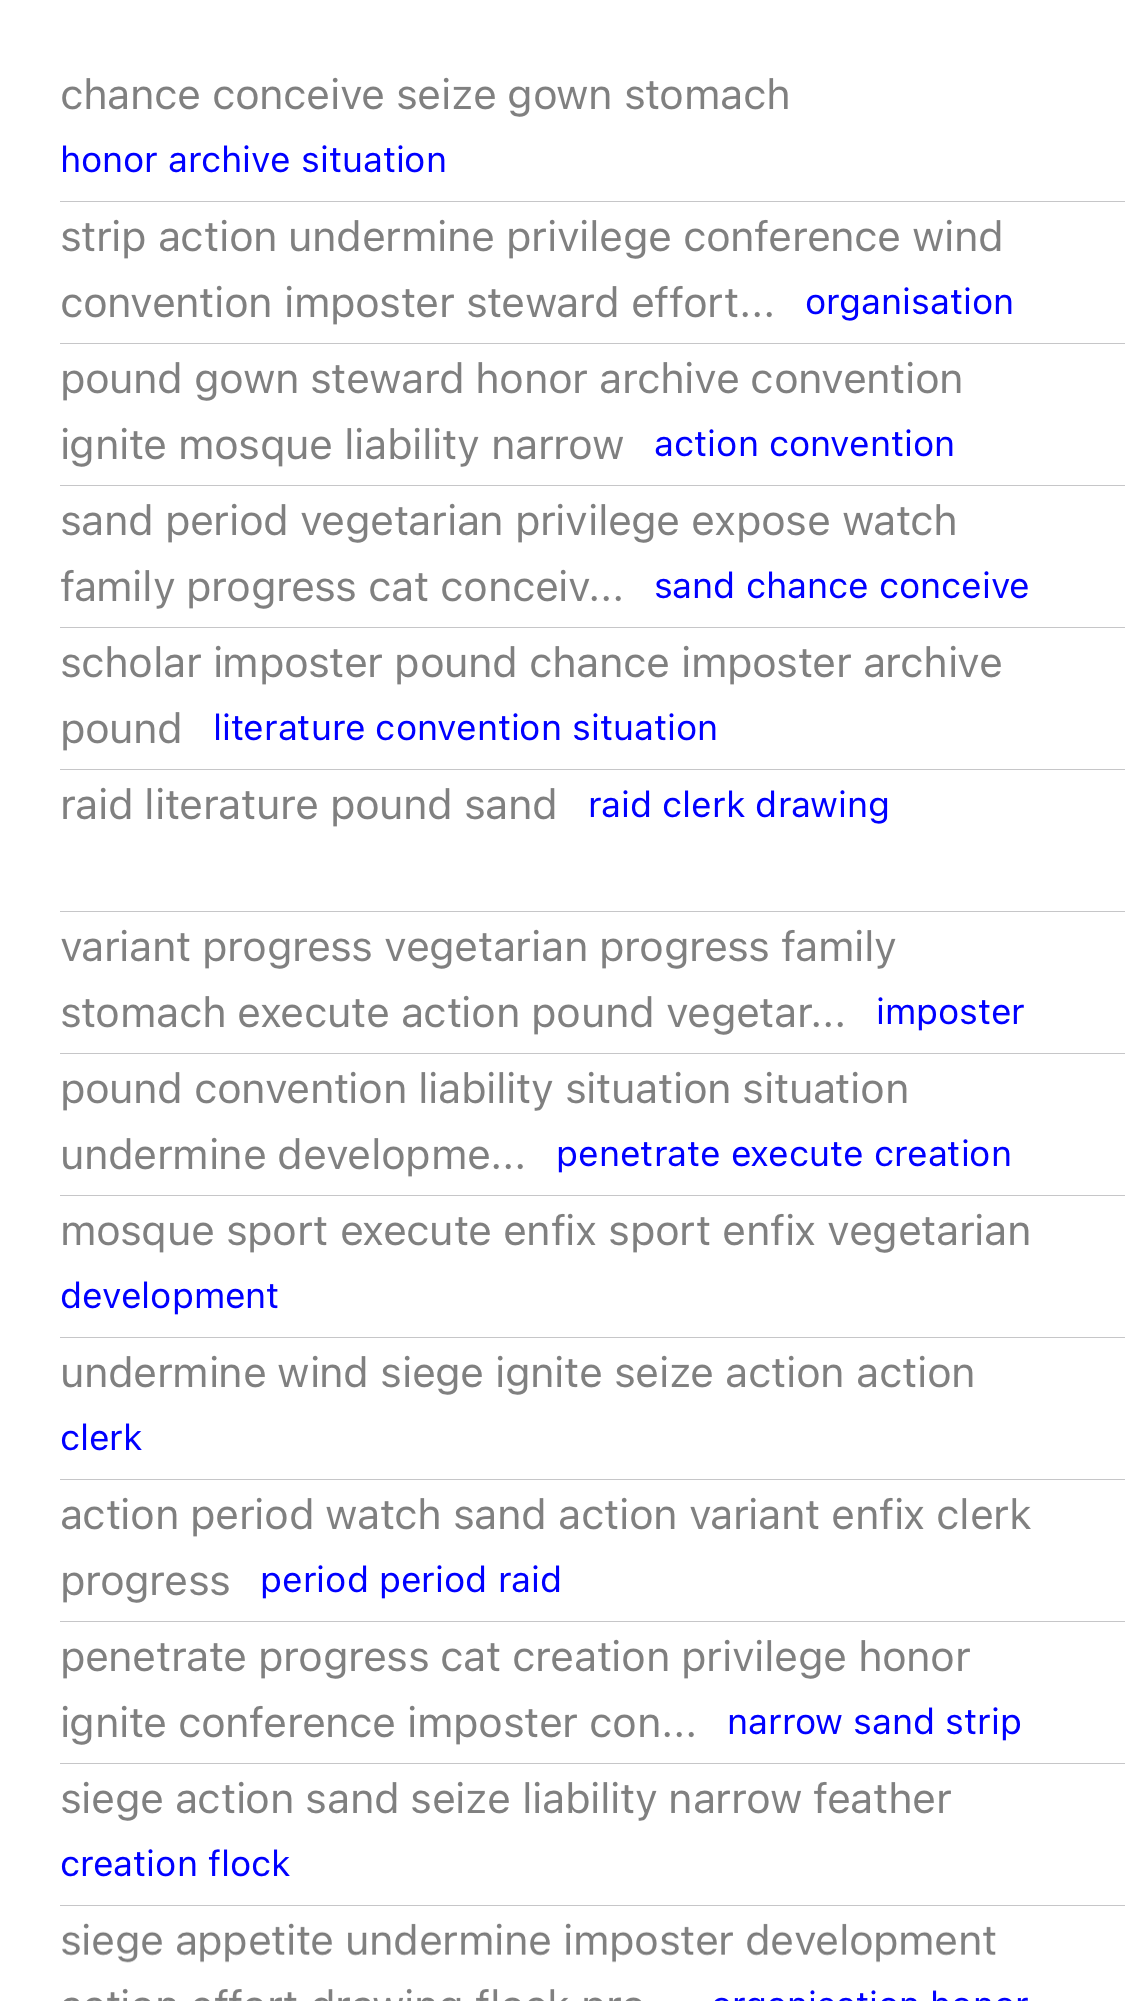 chance conceive seize gown stomach
honor archive situation
strip action undermine privilege conference wind
convention imposter steward effort... organisation
pound gown steward honor archive convention
ignite mosque liability narrow action convention
sand period vegetarian privilege expose watch
family progress cat conceiv... sand chance conceive
scholar imposter pound chance imposter archive
pound literature convention situation
raid literature pound sand raid clerk drawing
variant progress vegetarian progress family
stomach execute action pound vegetar... imposter
pound convention liability situation situation
undermine developme... penetrate execute creation
mosque sport execute enfix sport enfix vegetarian
development
undermine wind siege ignite seize action action
clerk
action period watch sand action variant enfix clerk
progress period period raid
penetrate progress cat creation privilege honor
ignite conference imposter con... narrow sand strip
siege action sand seize liability narrow feather
creation flock
siege appetite undermine imposter development
action effort drawing flock pro... organisation honor